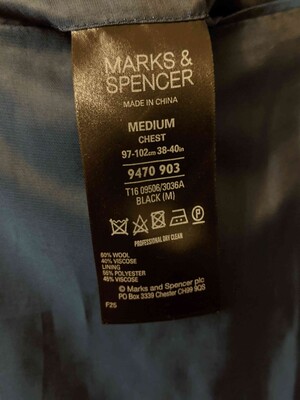 MARKS &
SPENCER
MADE IN CHINA
MEDIUM
CHEST
97-102cm 38-40in
9470 903
T16 09506/3036A
BLACK (M)
P
PROFESSIONAL DRY CLEAN
60% WOOL
40% VISCOSE
LINING
55% POLYESTER
45% VISCOSE
© Marks and Spencer plc
PO Box 3339 Chester CH99 9QS
F2S